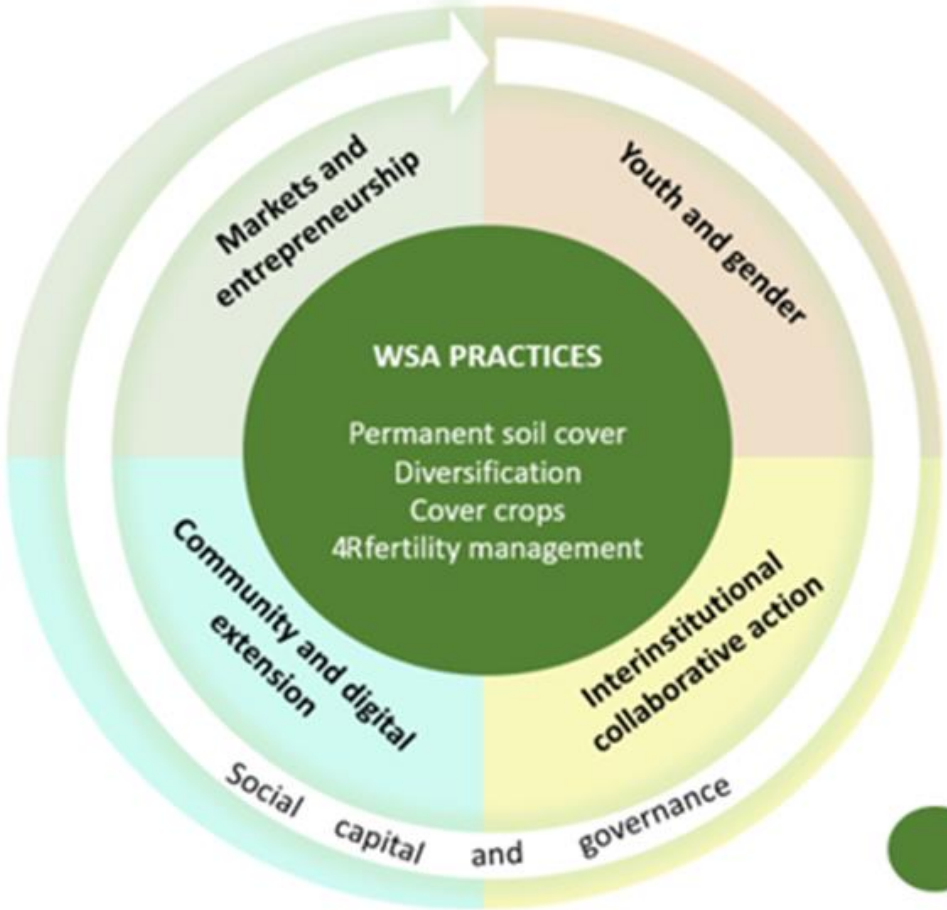 Markets and
entrepreneurship
Youth and gender
WSA PRACTICES
Permanent soil cover
Diversification
Cover crops
4Rfertility management
Community and digital
extension
Interinstitutional
collaborative action
Social capital and governance